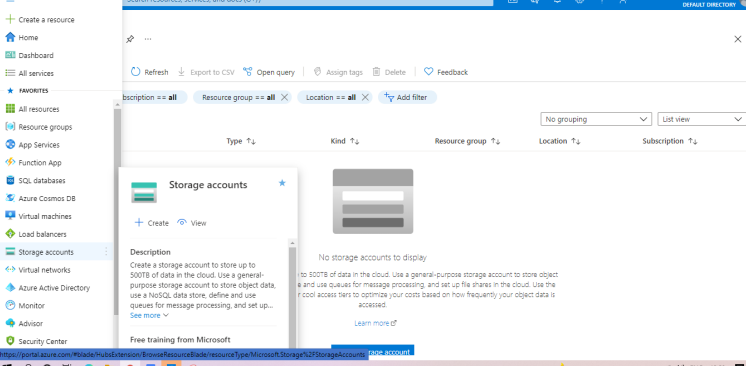 Search resources, services, and docs (G+/)
DEFAULT DIRECTORY
Create a resource
Home
Dashboard
All services
FAVORITES
All resources
Resource groups
App Services
Function App
SQL databases
Azure Cosmos DB
Virtual machines
Load balancers
Storage accounts
Virtual networks
Azure Active Directory
Monitor
Advisor
Security Center
Refresh
Export to CSV
Open query
Assign tags
Delete
Feedback
bscription == all
Resource group == all
Location == all
Add filter
No grouping
List view
Type
Kind
Resource group
Location
Subscription
Storage accounts
Create
View
Description
Create a storage account to store up to
500TB of data in the cloud. Use a general-
purpose storage account to store object data,
use a NoSQL data store, define and use
queues for message processing, and set up...
See more
Free training from Microsoft
No storage accounts to display
to 500TB of data in the cloud. Use a general-purpose storage account to store object
e and use queues for message processing, and set up file shares in the cloud. Use the
r cool access tiers to optimize your costs based on how frequently your object data is
accessed.
Learn more
rage account
https://portal.azure.com/#blade/HubsExtension/BrowseResourceBlade/resourceType/Microsoft.Storage%2FStorageAccounts